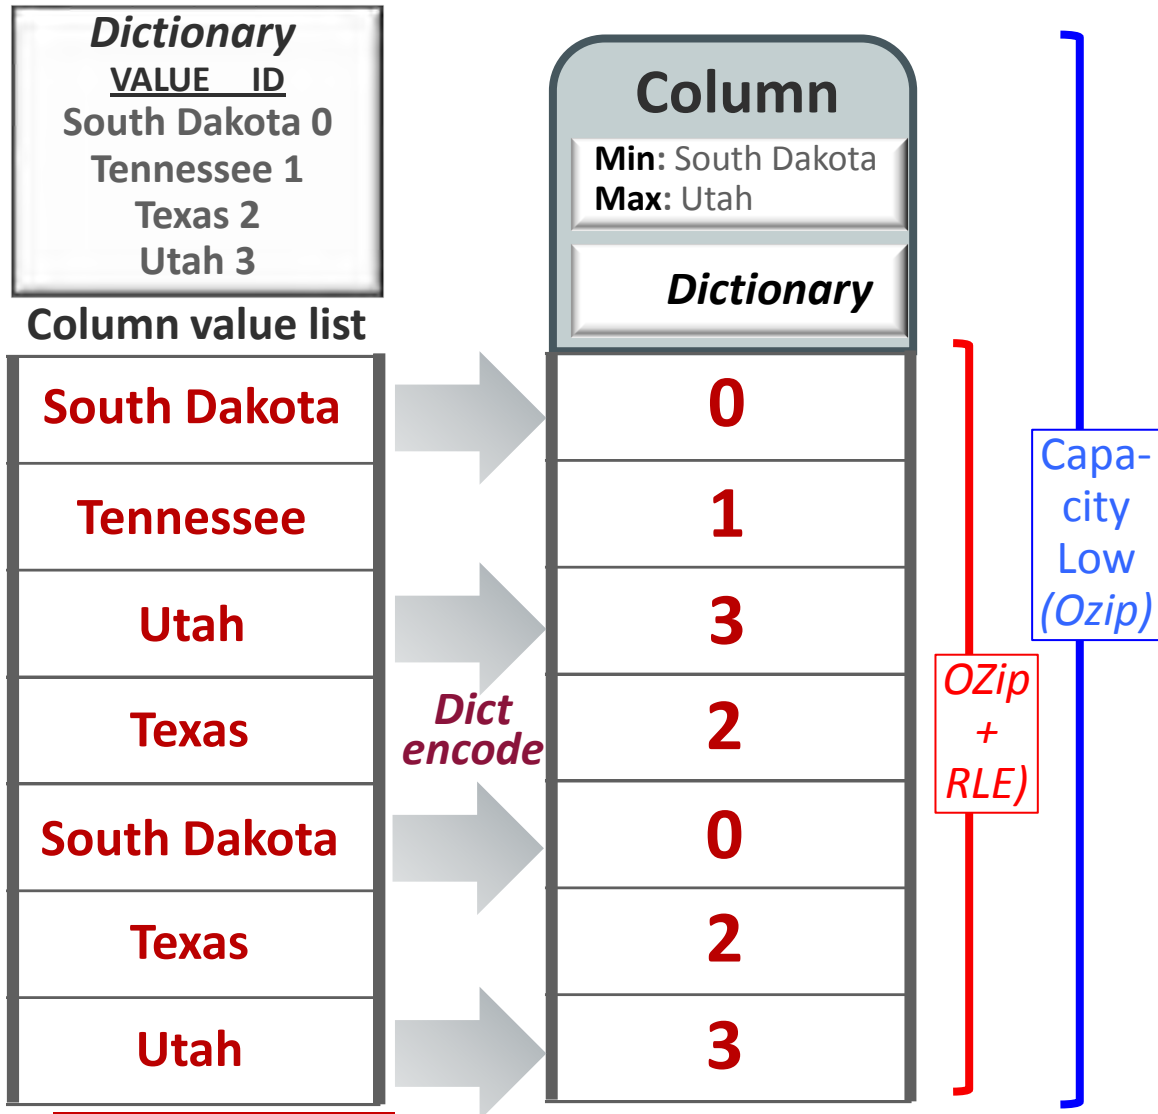 Dictionary
VALUE ID
South Dakota 0
Tennessee 1
Texas 2
Utah 3
Column value list
South Dakota
Tennessee
Utah
Texas
South Dakota
Texas
Utah
Dict
encode
Column
Min: South Dakota
Max: Utah
Dictionary
0
1
3
2
0
2
3
OZip
+
RLE)
Capa-
city
Low
(Ozip)